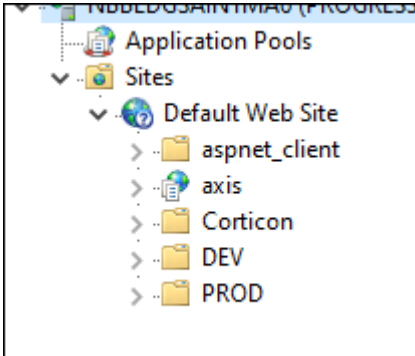 Application Pools
Sites
Default Web Site
aspnet_client
axis
Corticon
DEV
PROD